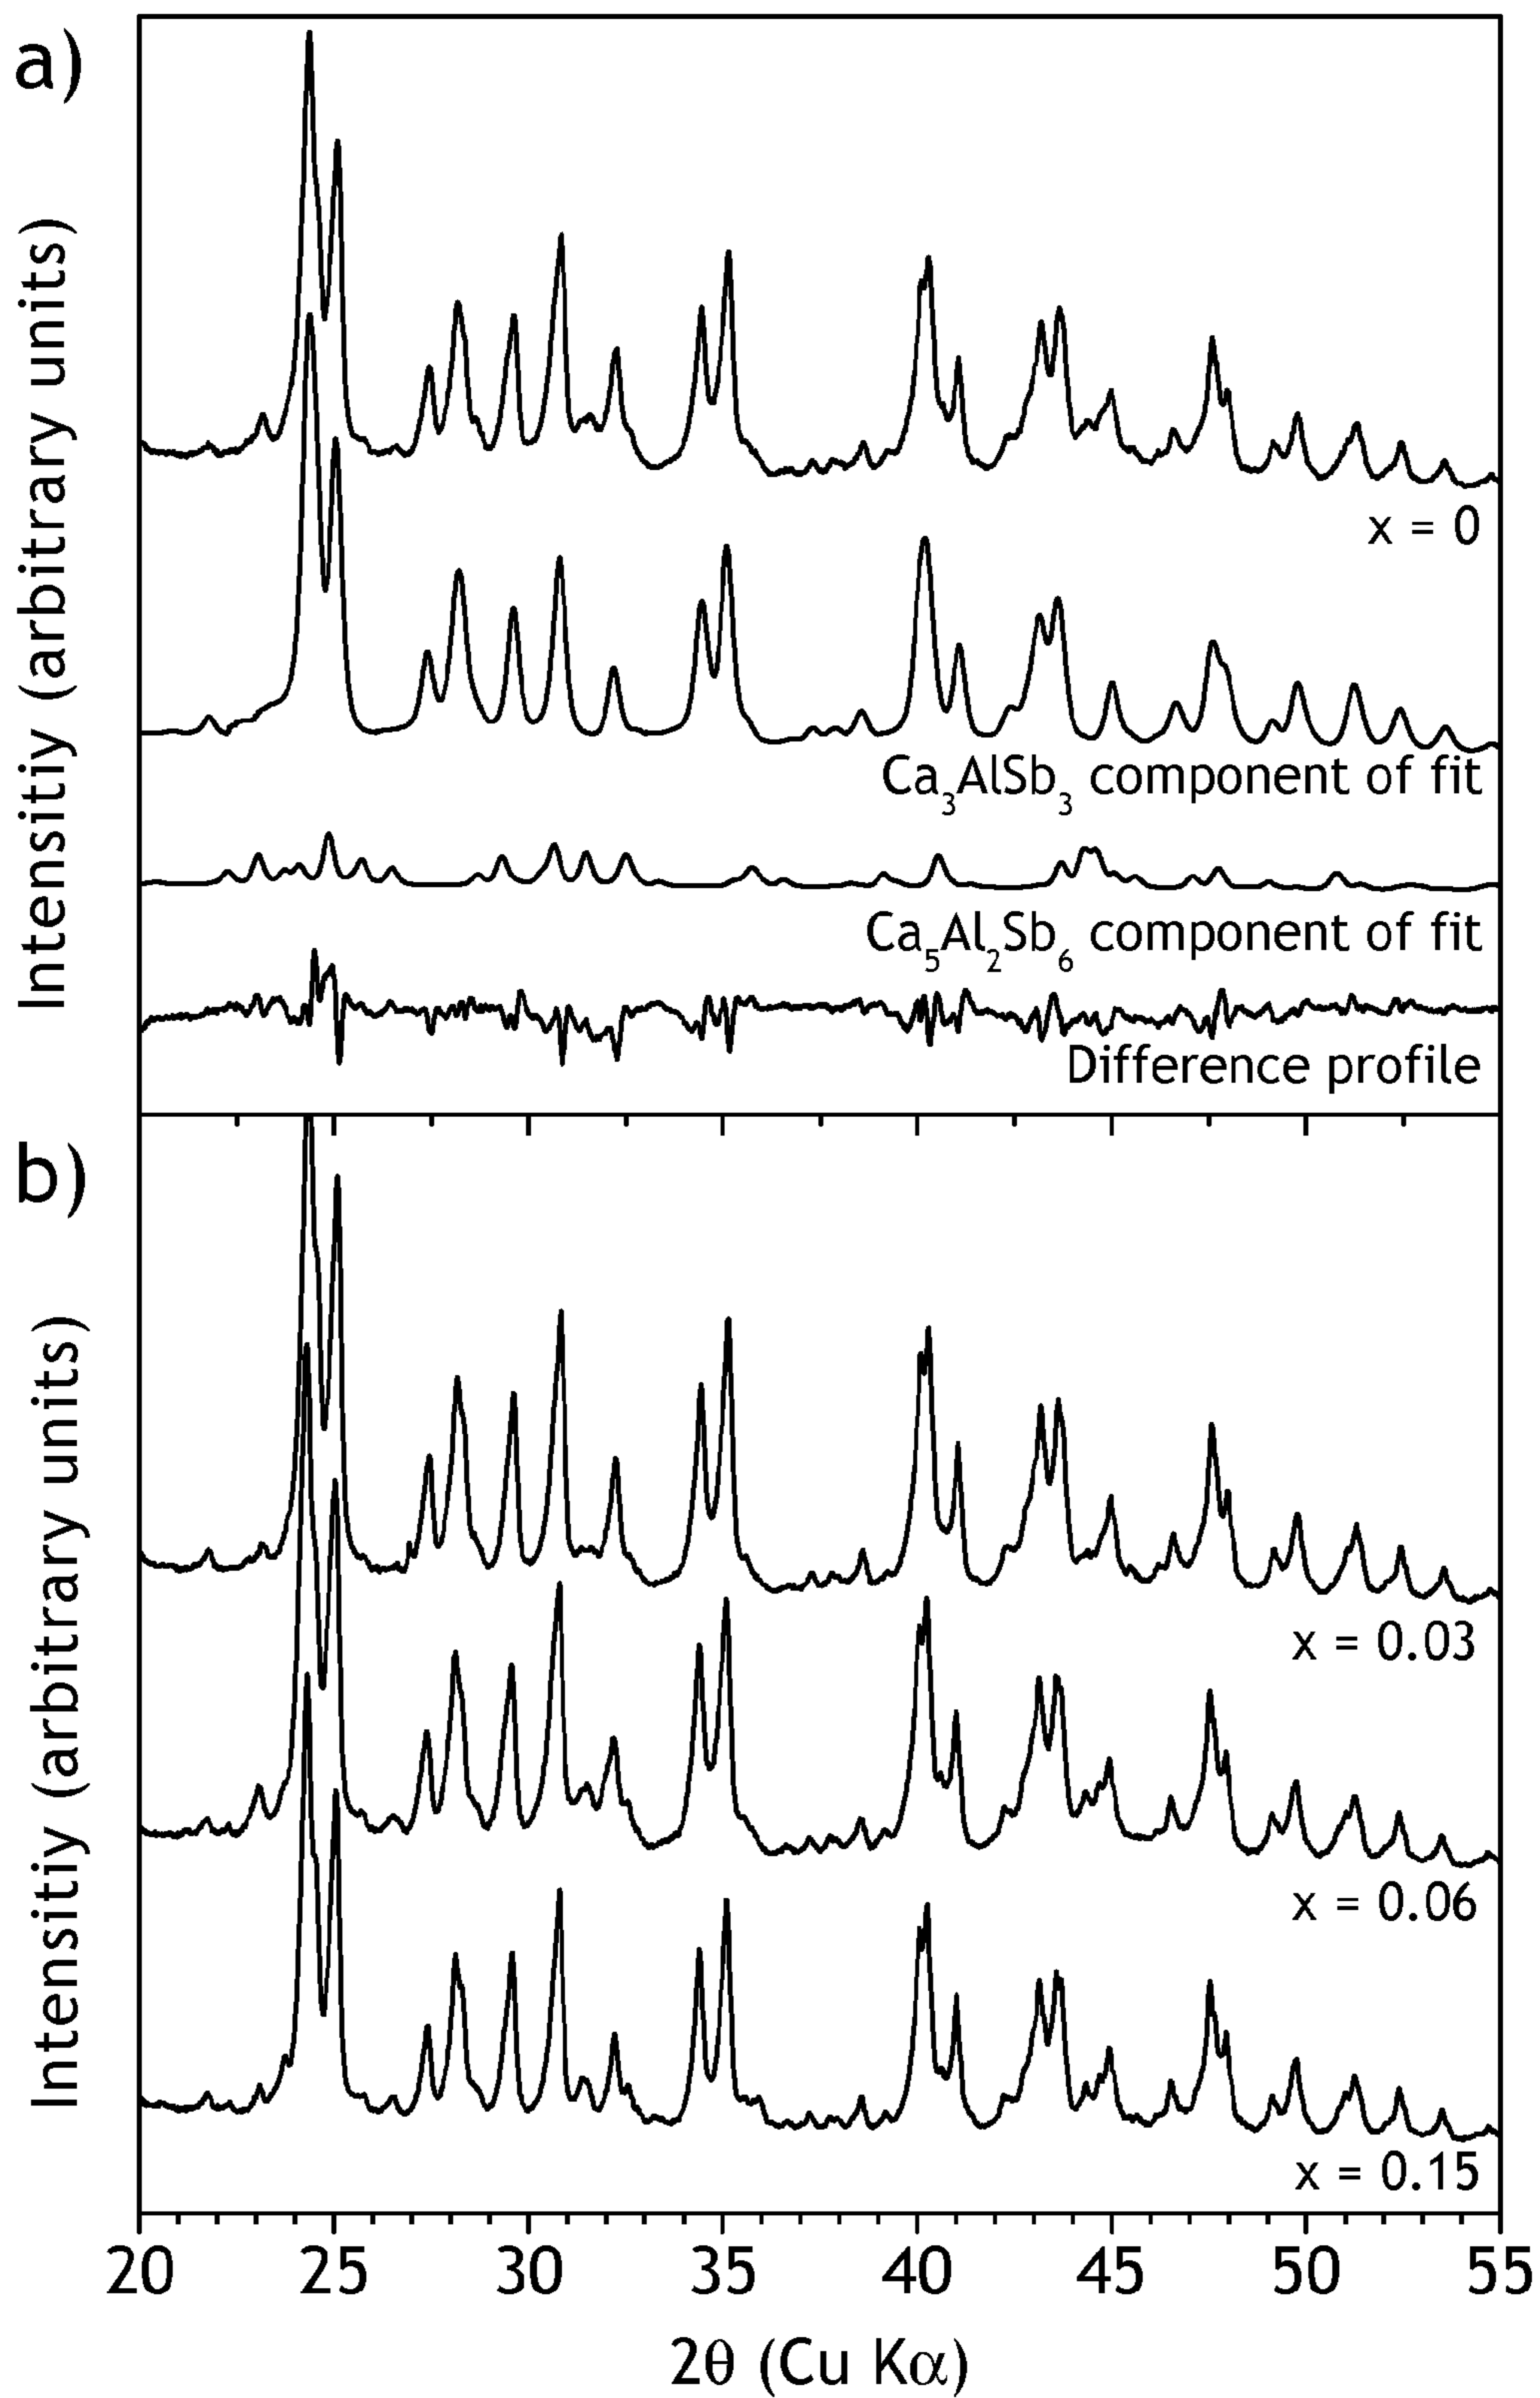 a)
Intensitiy (arbitrary units)
x = 0
Ca₃AlSb₃ component of fit
Ca₅Al₂Sb₆ component of fit
Difference profile
b)
Intensitiy (arbitrary units)
x = 0.03
x = 0.06
x = 0.15
20 25 30 35 40 45 50 55
2θ (Cu Kα)